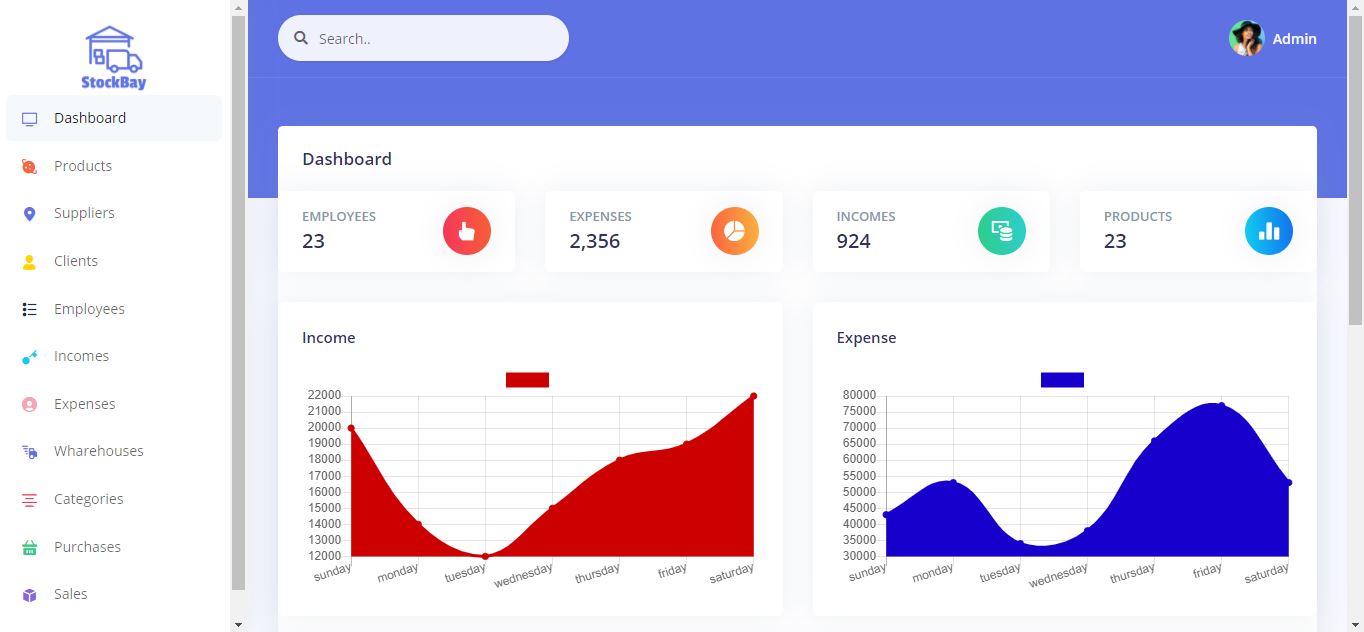 StockBay
Dashboard
Products
Suppliers
Clients
Employees
Incomes
Expenses
Wharehouses
Categories
Purchases
Sales
Search..
Admin
Dashboard
EMPLOYEES
23
EXPENSES
2,356
INCOMES
924
PRODUCTS
23
Income
22000
21000
20000
19000
18000
17000
16000
15000
14000
13000
12000
sunday
monday
tuesday
wednesday
thursday
friday
saturday
Expense
80000
75000
70000
65000
60000
55000
50000
45000
40000
35000
30000
sunday
monday
tuesday
wednesday
thursday
friday
saturday